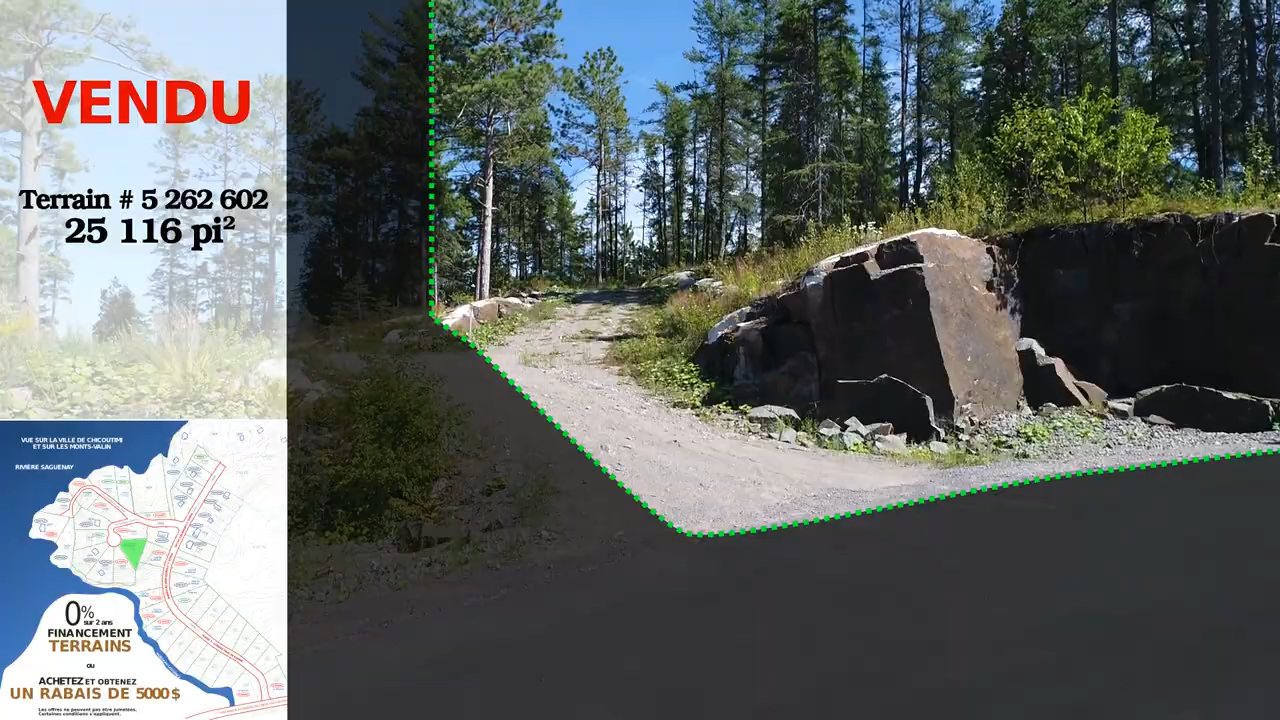 VENDU
Terrain # 5 262 602
25 116 pi²
VUE SUR LA VILLE DE CHICOUTIMI
ET SUR LES MONTS-VALIN
RIVIÈRE SAGUENAY
0%
sur 2 ans
FINANCEMENT
TERRAINS
OU
ACHETEZ ET OBTENEZ
UN RABAIS DE 5000$
Les offres ne peuvent pas être jumelées.
Certaines conditions s'appliquent.